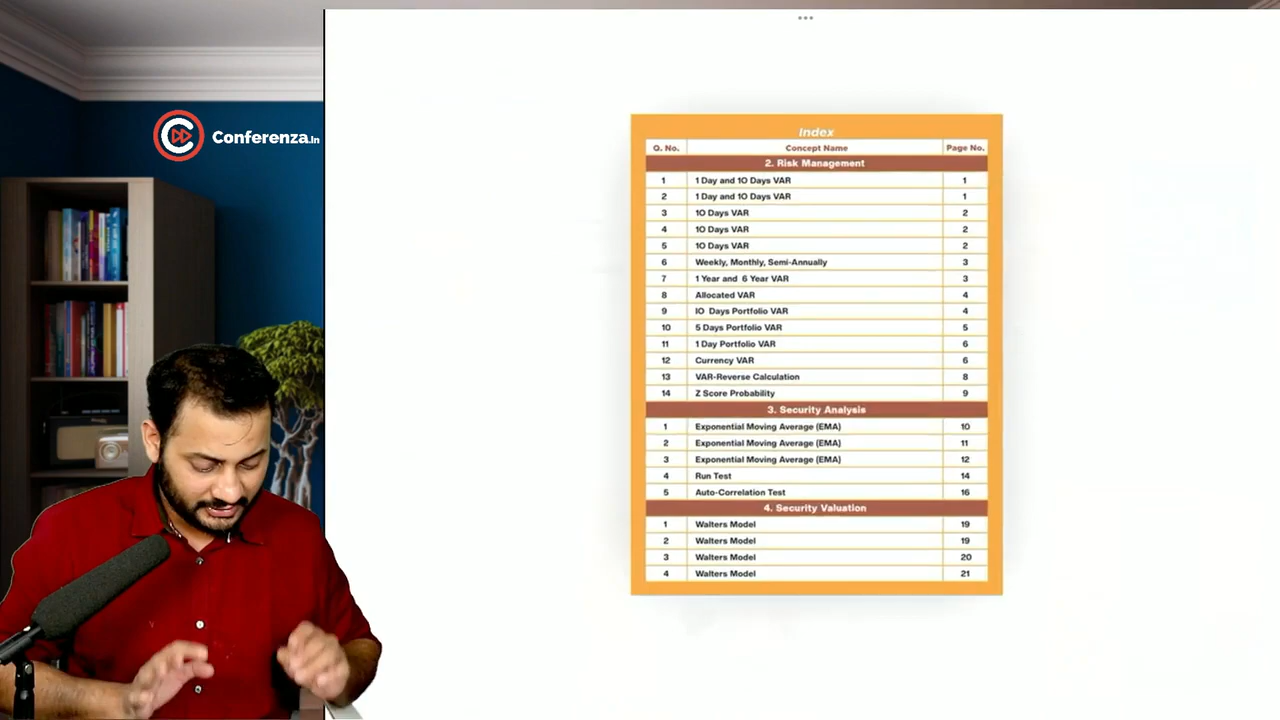 Conferenza.in
Index
Q. No. Concept Name Page No.
2. Risk Management
1 1 Day and 10 Days VAR 1
2 1 Day and 10 Days VAR 1
3 10 Days VAR 2
4 10 Days VAR 2
5 10 Days VAR 2
6 Weekly, Monthly, Semi-Annually 3
7 1 Year and 6 Year VAR 3
8 Allocated VAR 4
9 IO Days Portfolio VAR 4
10 5 Days Portfolio VAR 5
11 1 Day Portfolio VAR 6
12 Currency VAR 6
13 VAR-Reverse Calculation 8
14 Z Score Probability 9
3. Security Analysis
1 Exponential Moving Average (EMA) 10
2 Exponential Moving Average (EMA) 11
3 Exponential Moving Average (EMA) 12
4 Run Test 14
5 Auto-Correlation Test 16
4. Security Valuation
1 Walters Model 19
2 Walters Model 19
3 Walters Model 20
4 Walters Model 21